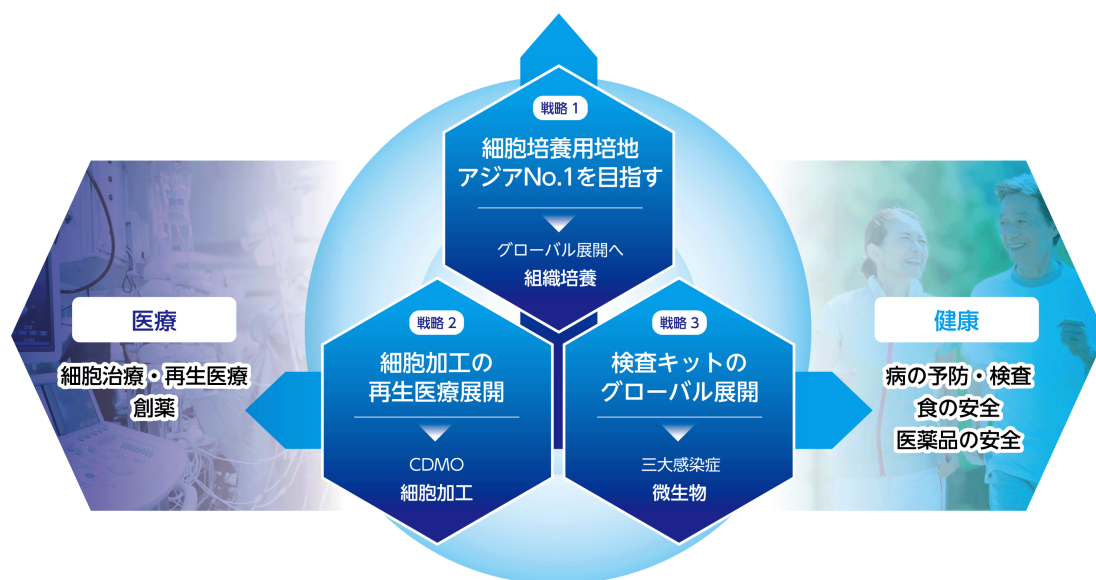 戦略 1
細胞培養用培地
アジアNo.1を目指す
グローバル展開へ
組織培養
医療
細胞治療・再生医療
創薬
戦略 2
細胞加工の
再生医療展開
CDMO
細胞加工
戦略 3
検査キットの
グローバル展開
三大感染症
微生物
健康
病の予防・検査
食の安全
医薬品の安全